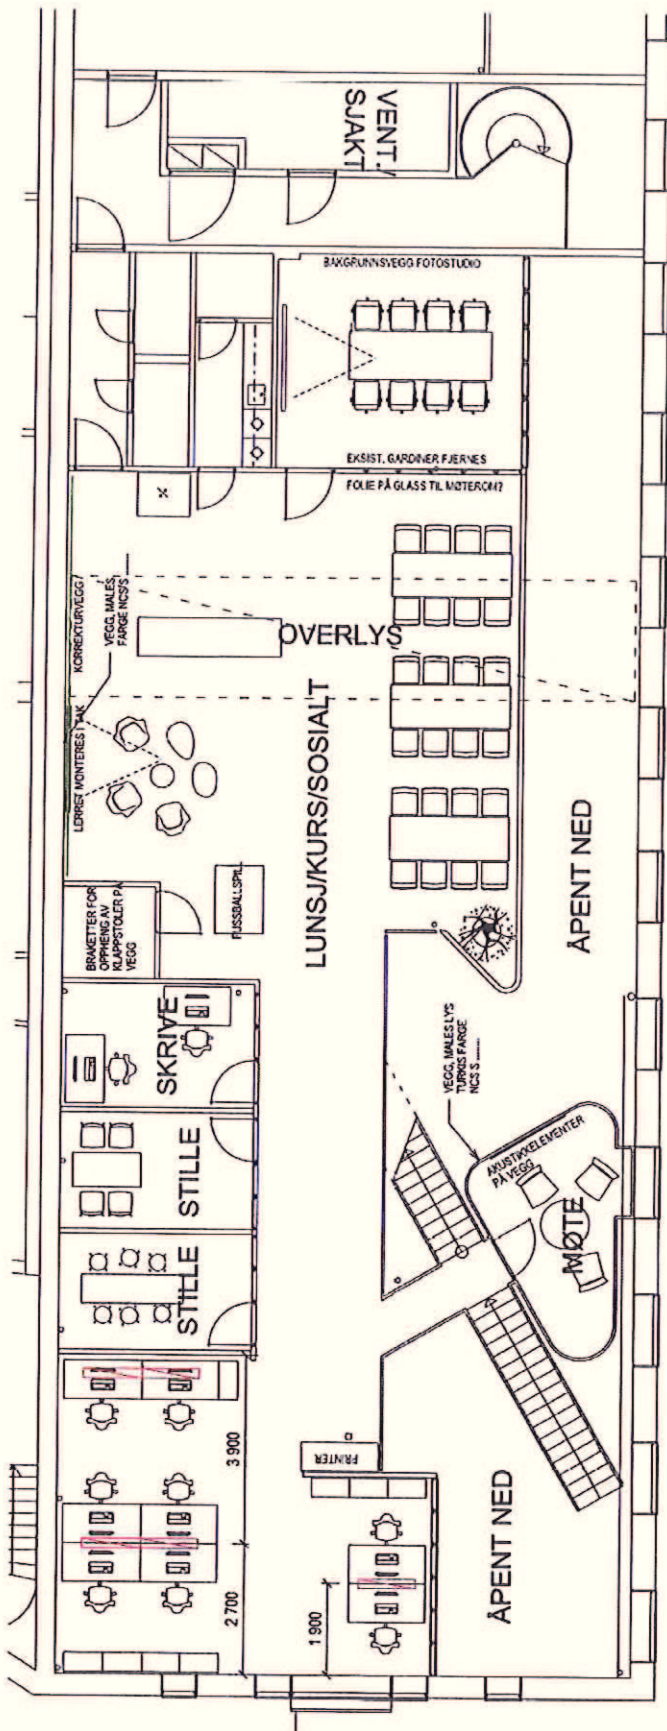 VENT./
SJAKT
BAKGRUNNSVEGG FOTOSTUDIO
EKSIST. GARDINER FJERNES
FOLIE PÅ GLASS TIL MØTEROM?
KORREKTURVEGG /
LERRET MONTERES I TAK
VEGG, MALES,
FARGE NCS/S
OVERLYS
LUNSJ/KURS/SOSIALT
FUSSBALLSPILL
BRAKETTER FOR
OPPHENG AV
KLAPPSTOLER PÅ
VEGG
SKRIVE
STILLE
STILLE
ÅPENT NED
VEGG, MALES LYS
TURKIS FARGE
NCS S
AKUSTIKKELEMENTER
PÅ VEGG
MØTE
PRINTER
3 900
2 700
1 900
ÅPENT NED